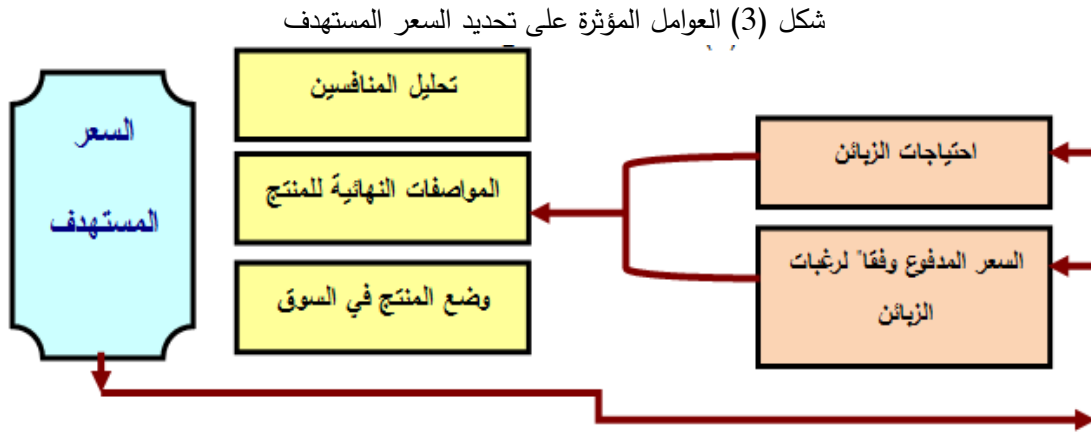 شكل (3) العوامل المؤثرة على تحديد السعر المستهدف
احتياجات الزبائن
السعر المدفوع وفقا" لرغبات
الزبائن
تحليل المنافسين
المواصفات النهائية للمنتج
وضع المنتج في السوق
السعر
المستهدف